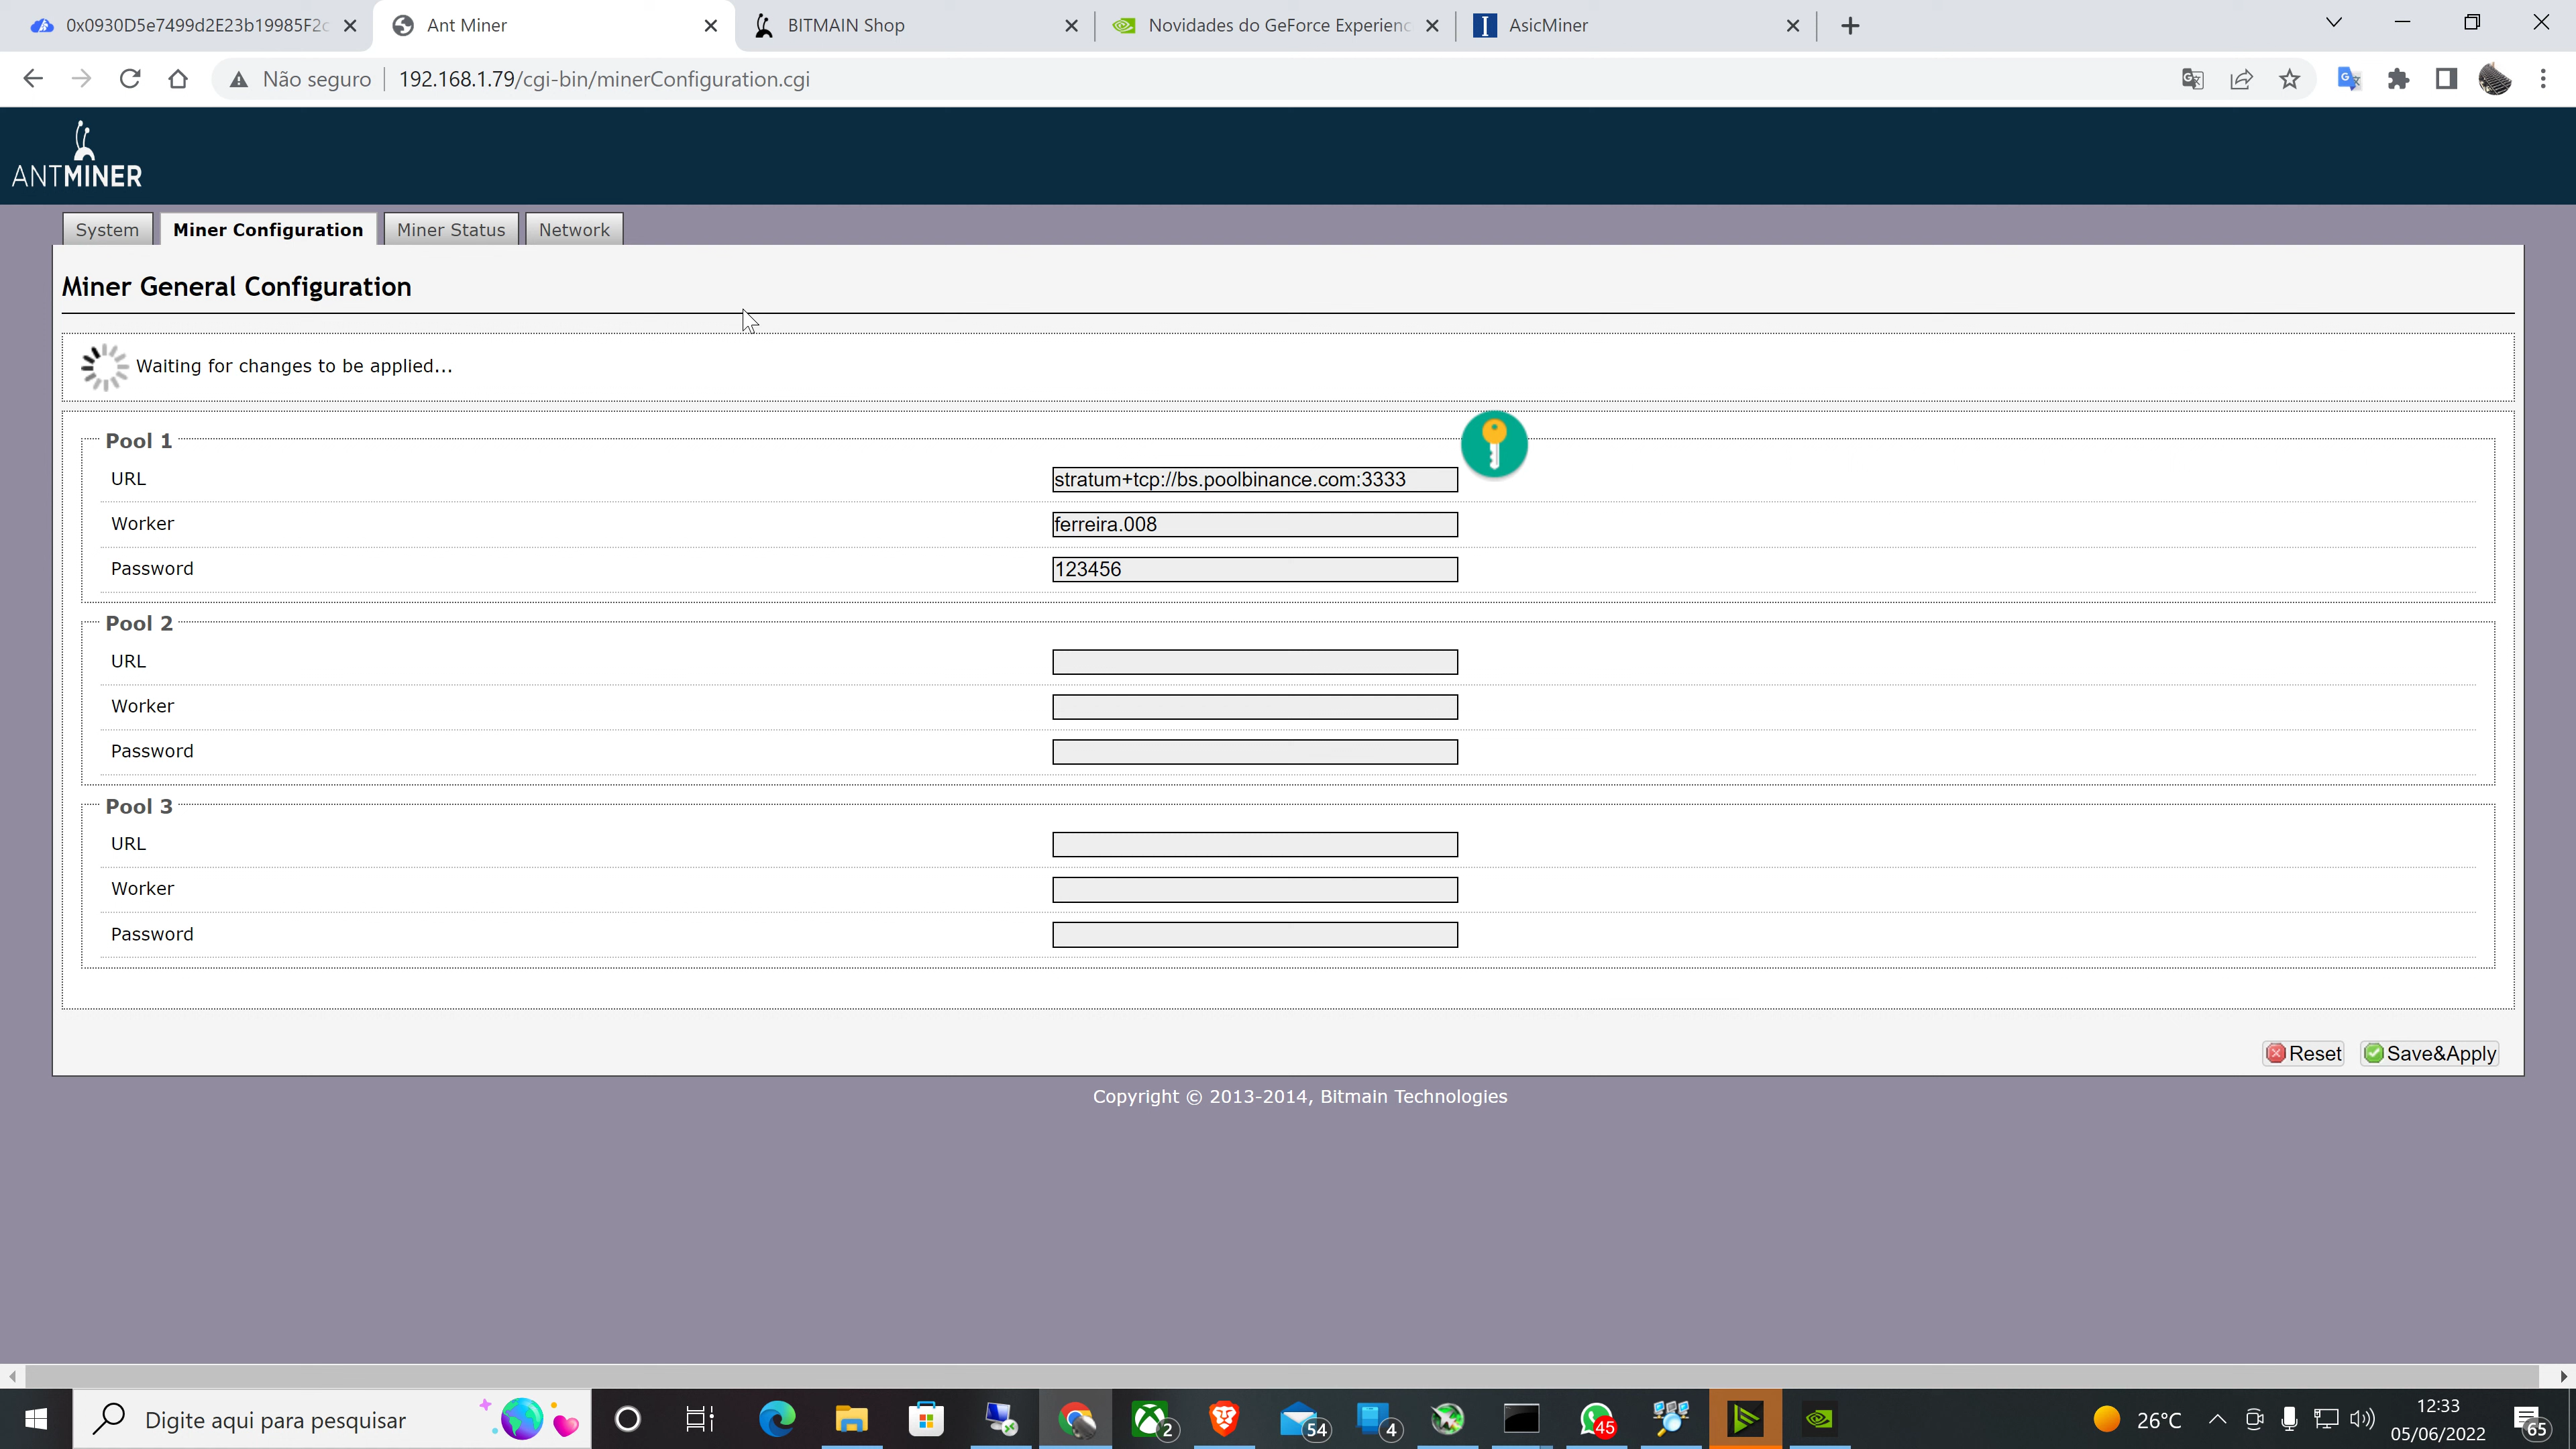 0x0930D5e7499d2E23b19985F2c
Ant Miner
BITMAIN Shop
Novidades do GeForce Experienc
AsicMiner
Não seguro
192.168.1.79/cgi-bin/minerConfiguration.cgi
ANTMINER
System
Miner Configuration
Miner Status
Network
Miner General Configuration
Waiting for changes to be applied...
Pool 1
URL
stratum+tcp://bs.poolbinance.com:3333
Worker
ferreira.008
Password
123456
Pool 2
URL
Worker
Password
Pool 3
URL
Worker
Password
Reset
Save&Apply
Copyright © 2013-2014, Bitmain Technologies
Digite aqui para pesquisar
2
54
4
45
26°C
12:33
05/06/2022
65